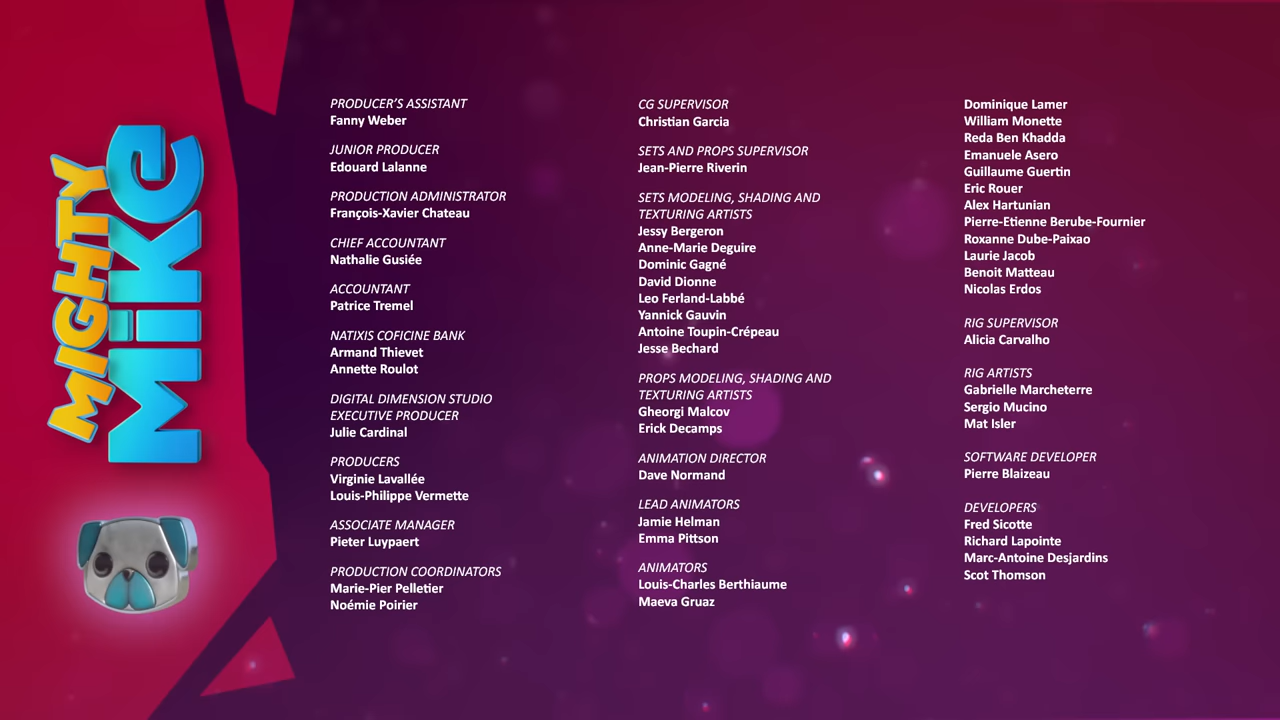 MIGHTY
MiKe
PRODUCER'S ASSISTANT
Fanny Weber
JUNIOR PRODUCER
Edouard Lalanne
PRODUCTION ADMINISTRATOR
François-Xavier Chateau
CHIEF ACCOUNTANT
Nathalie Gusiée
ACCOUNTANT
Patrice Tremel
NATIXIS COFICINE BANK
Armand Thievet
Annette Roulot
DIGITAL DIMENSION STUDIO
EXECUTIVE PRODUCER
Julie Cardinal
PRODUCERS
Virginie Lavallée
Louis-Philippe Vermette
ASSOCIATE MANAGER
Pieter Luypaert
PRODUCTION COORDINATORS
Marie-Pier Pelletier
Noémie Poirier
CG SUPERVISOR
Christian Garcia
SETS AND PROPS SUPERVISOR
Jean-Pierre Riverin
SETS MODELING, SHADING AND
TEXTURING ARTISTS
Jessy Bergeron
Anne-Marie Deguire
Dominic Gagné
David Dionne
Leo Ferland-Labbé
Yannick Gauvin
Antoine Toupin-Crépeau
Jesse Bechard
PROPS MODELING, SHADING AND
TEXTURING ARTISTS
Gheorgi Malcov
Erick Decamps
ANIMATION DIRECTOR
Dave Normand
LEAD ANIMATORS
Jamie Helman
Emma Pittson
ANIMATORS
Louis-Charles Berthiaume
Maeva Gruaz
Dominique Lamer
William Monette
Reda Ben Khadda
Emanuele Asero
Guillaume Guertin
Eric Rouer
Alex Hartunian
Pierre-Etienne Berube-Fournier
Roxanne Dube-Paixao
Laurie Jacob
Benoit Matteau
Nicolas Erdos
RIG SUPERVISOR
Alicia Carvalho
RIG ARTISTS
Gabrielle Marcheterre
Sergio Mucino
Mat Isler
SOFTWARE DEVELOPER
Pierre Blaizeau
DEVELOPERS
Fred Sicotte
Richard Lapointe
Marc-Antoine Desjardins
Scot Thomson